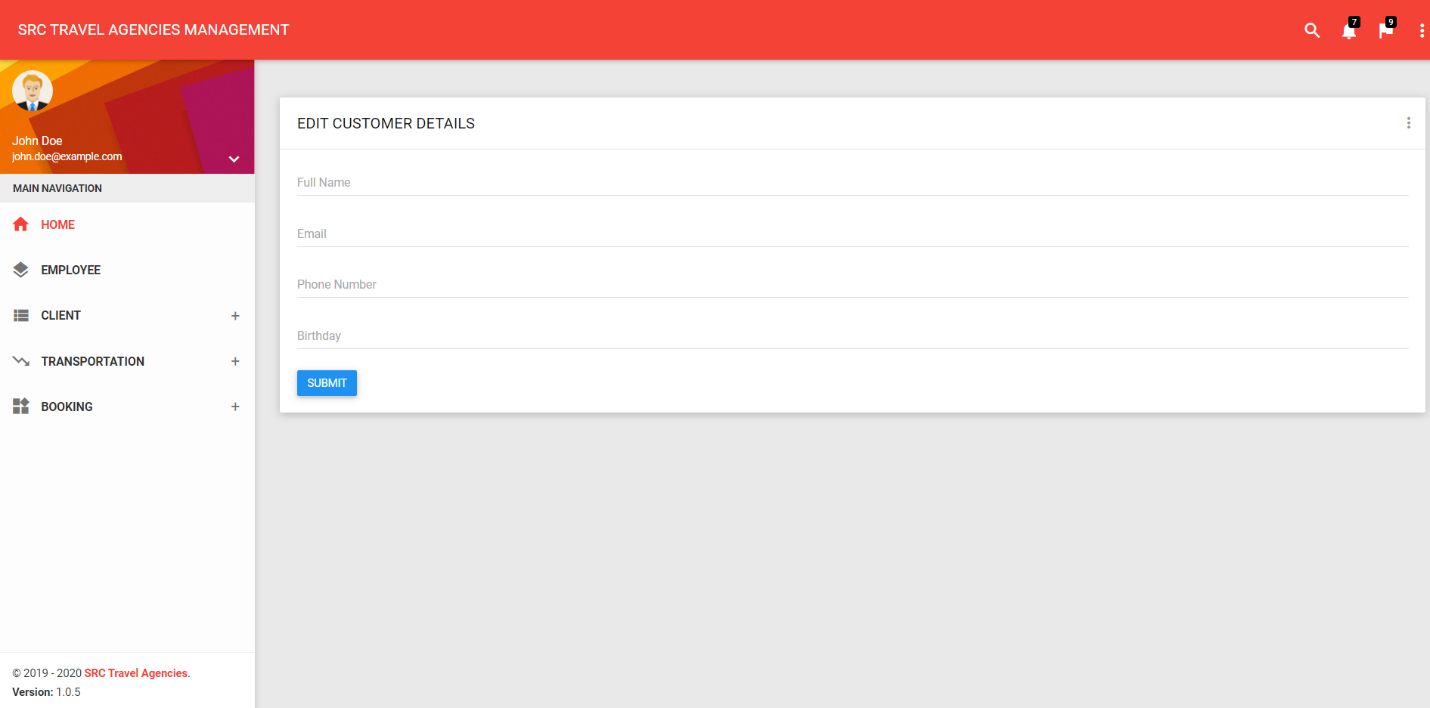 SRC TRAVEL AGENCIES MANAGEMENT
7
9
John Doe
john.doe@example.com
MAIN NAVIGATION
HOME
EMPLOYEE
CLIENT +
TRANSPORTATION +
BOOKING +
EDIT CUSTOMER DETAILS
Full Name
Email
Phone Number
Birthday
SUBMIT
© 2019 - 2020 SRC Travel Agencies.
Version: 1.0.5